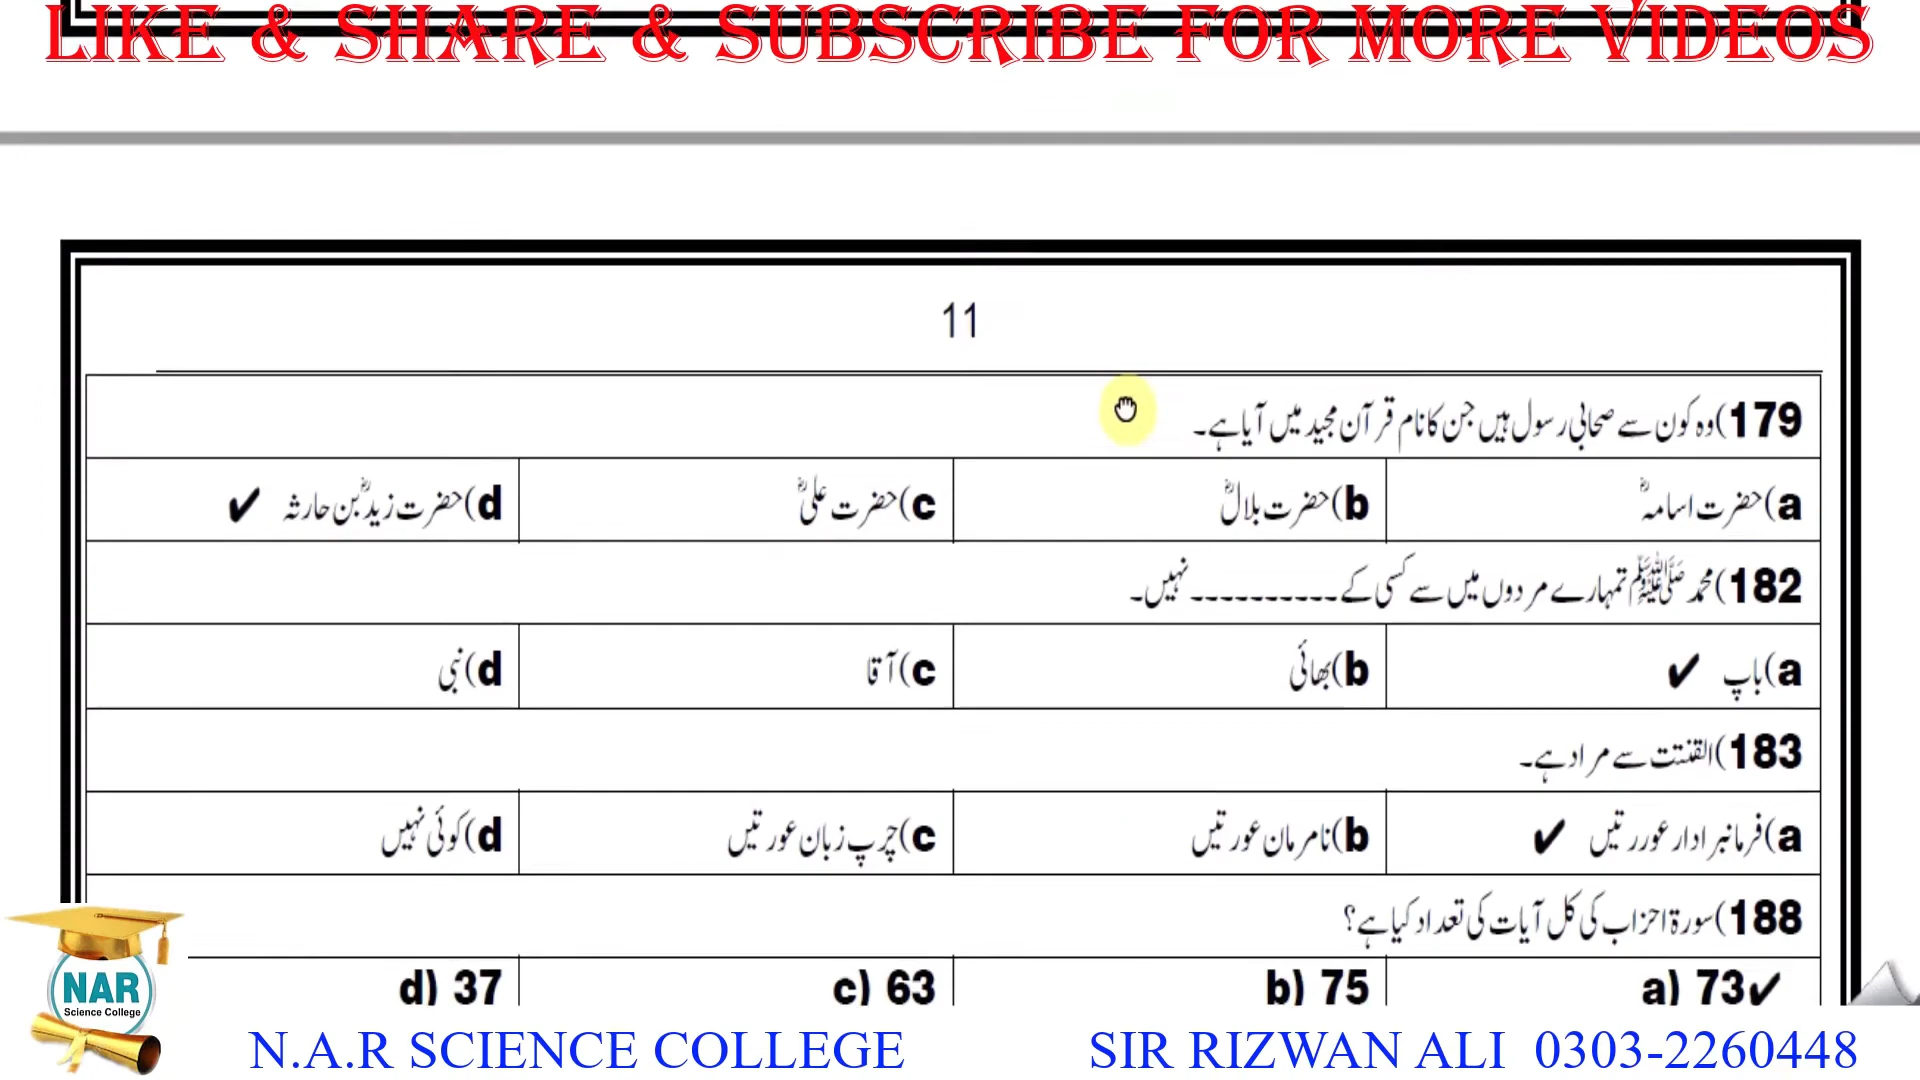 LIKE & SHARE & SUBSCRIBE FOR MORE VIDEOS
11
179) وہ کون سے صحابی رسول ہیں جن کا نام قرآن مجید میں آیا ہے۔
a) حضرت اسامہؓ b) حضرت بلالؓ c) حضرت علیؓ d) حضرت زیدؓ بن حارثہ ✔
182) محمد ﷺ تمہارے مردوں میں سے کسی کے ---------- نہیں۔
a) باپ ✔ b) بھائی c) آقا d) نبی
183) القنتت سے مراد ہے۔
a) فرمانبرادار عوررتیں ✔ b) نامرمان عورتیں c) چرپ زبان عورتیں d) کوئی نہیں
188) سورۃ احزاب کی کل آیات کی تعداد کیا ہے؟
a) 73✔ b) 75 c) 63 d) 37
NAR
Science College
N.A.R SCIENCE COLLEGE SIR RIZWAN ALI 0303-2260448